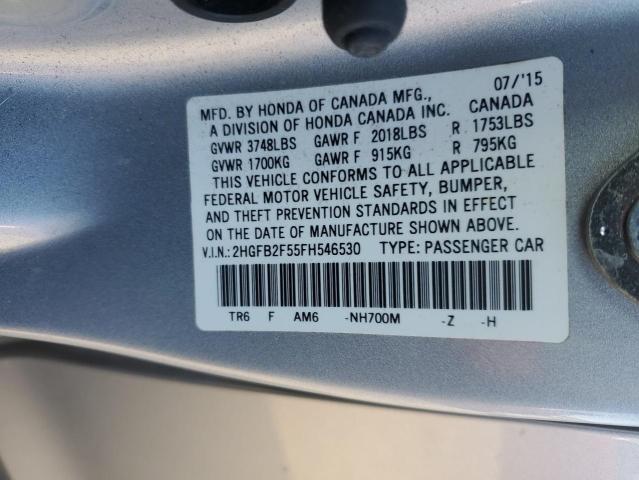 07/'15
MFD. BY HONDA OF CANADA MFG.,
A DIVISION OF HONDA CANADA INC. CANADA
GVWR 3748LBS GAWR F 2018LBS R 1753LBS
GVWR 1700KG GAWR F 915KG R 795KG
THIS VEHICLE CONFORMS TO ALL APPLICABLE
FEDERAL MOTOR VEHICLE SAFETY, BUMPER,
AND THEFT PREVENTION STANDARDS IN EFFECT
ON THE DATE OF MANUFACTURE SHOWN ABOVE.
V.I.N.: 2HGFB2F55FH546530 TYPE: PASSENGER CAR
TR6 F AM6 -NH700M -Z -H